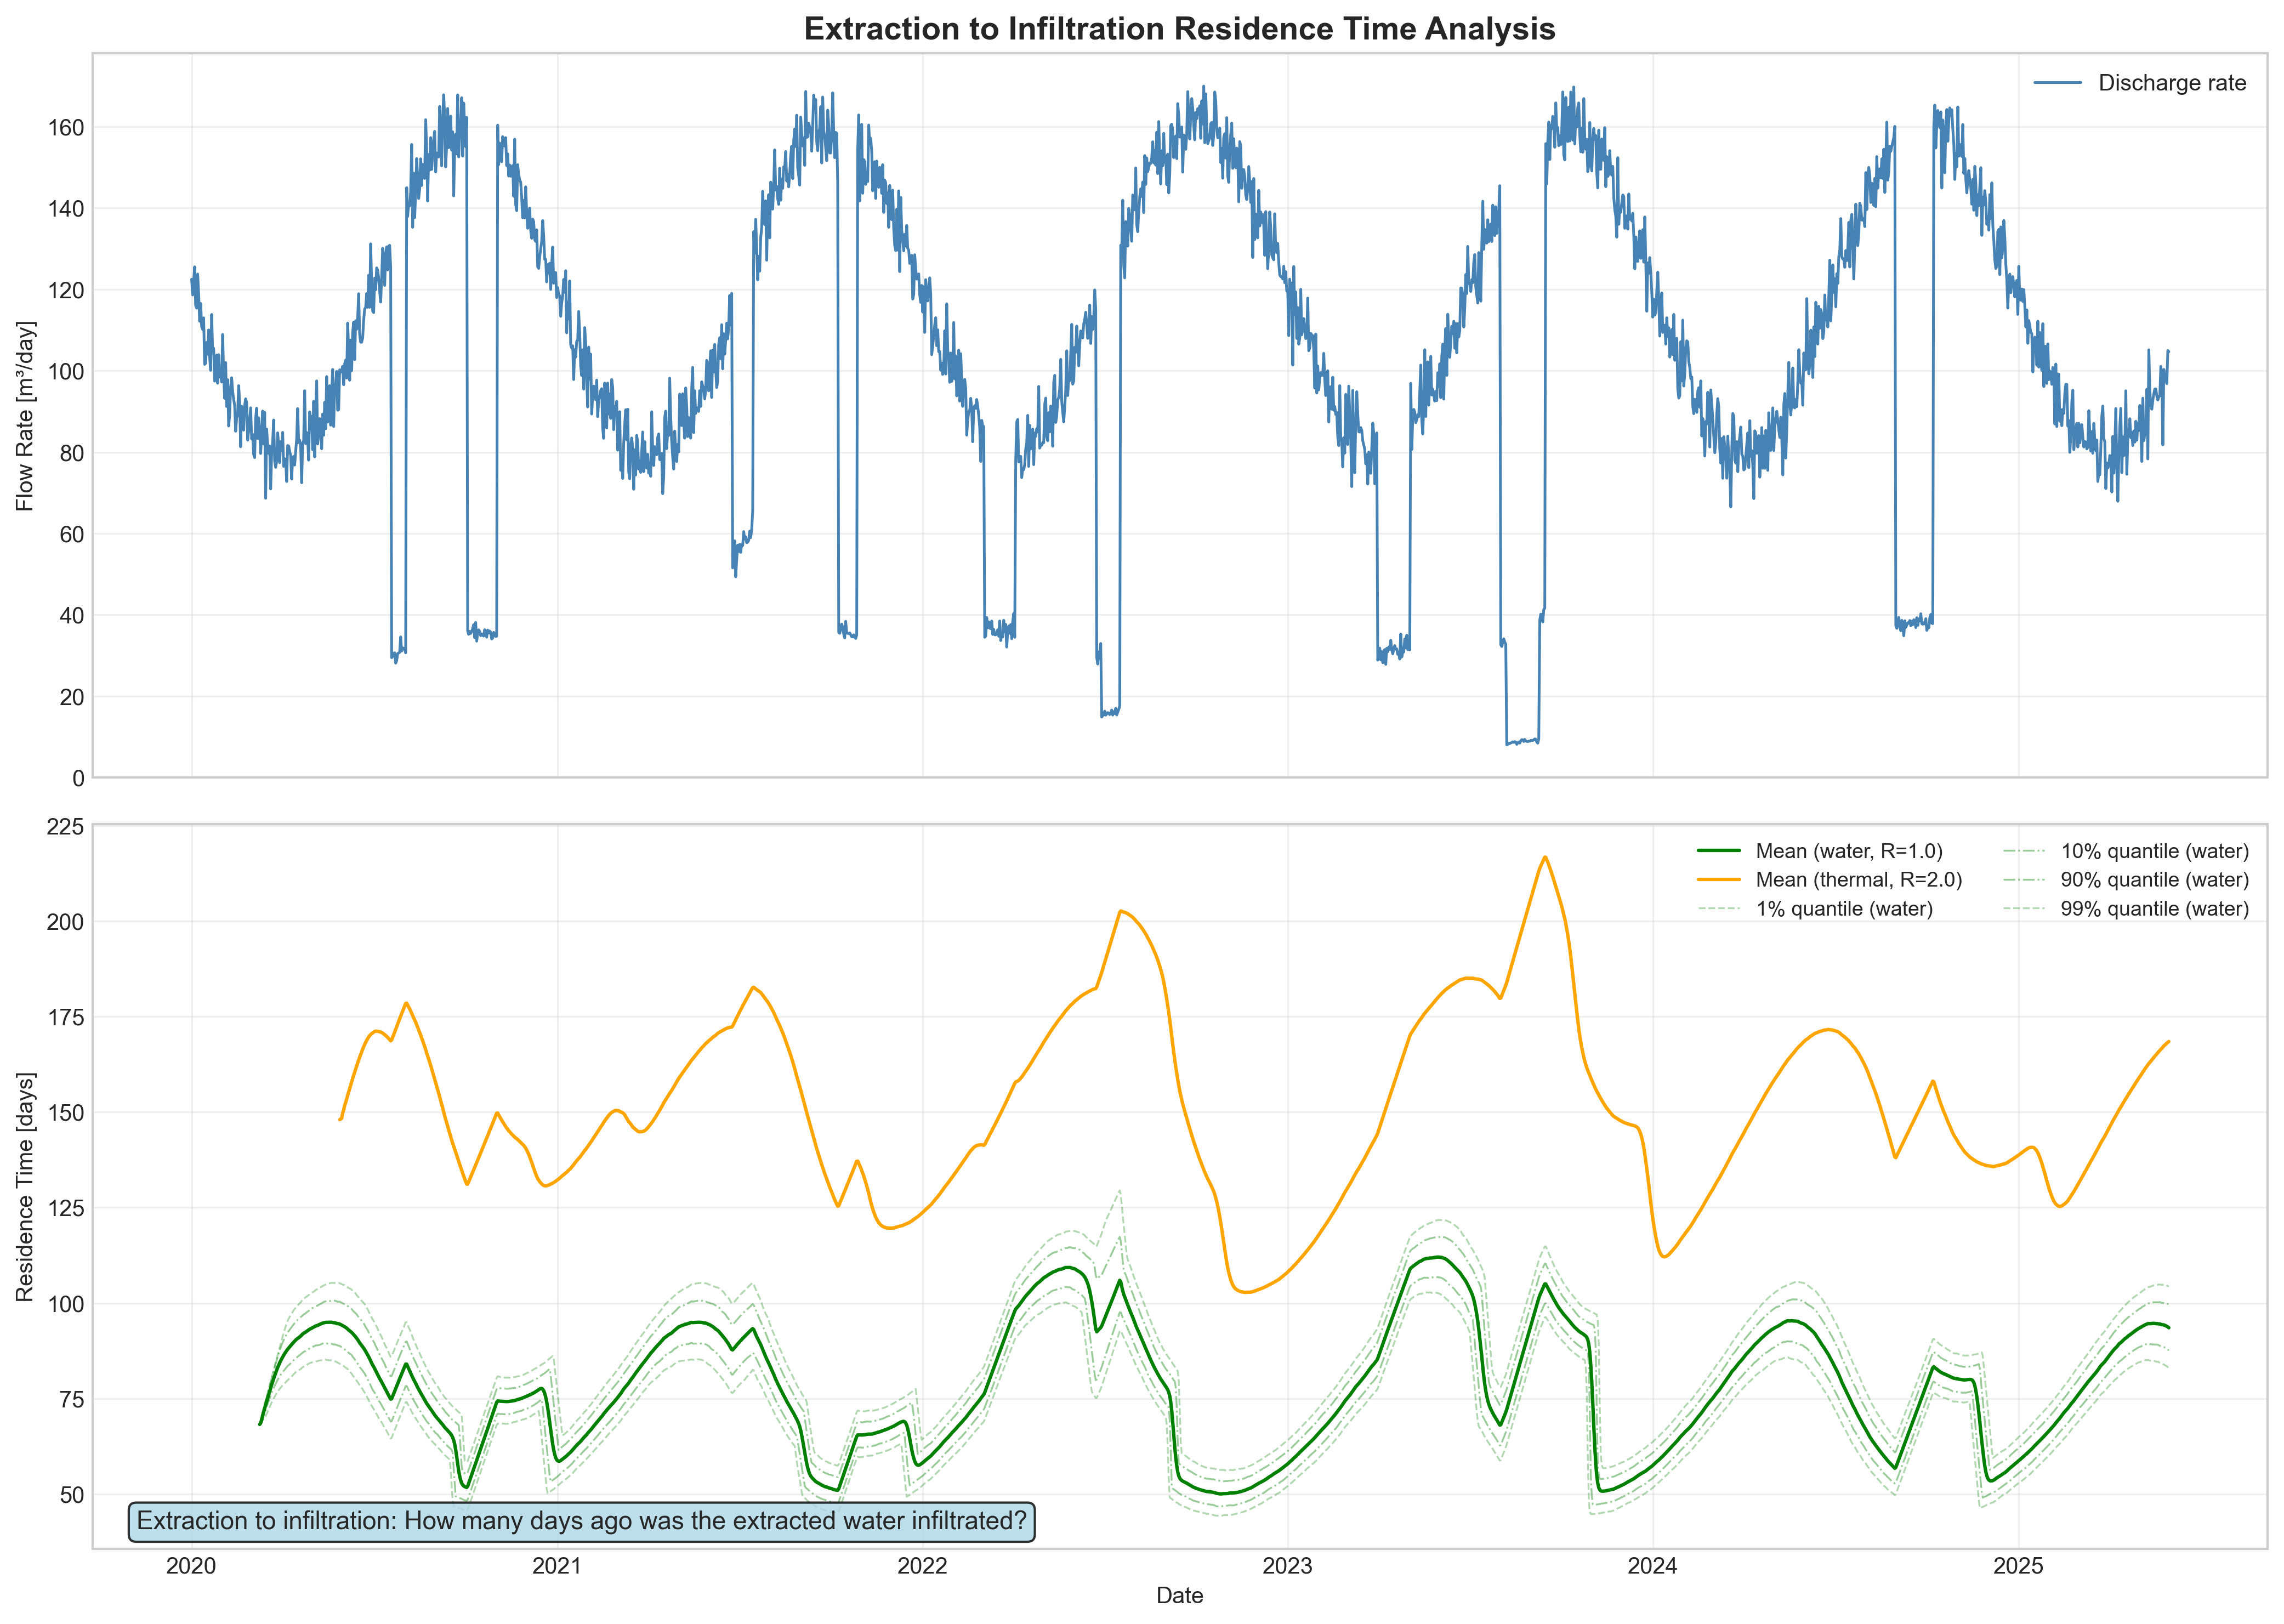 Extraction to Infiltration Residence Time Analysis
Discharge rate
Flow Rate [m³/day]
160
140
120
100
80
60
40
20
0
Mean (water, R=1.0)
Mean (thermal, R=2.0)
1% quantile (water)
10% quantile (water)
90% quantile (water)
99% quantile (water)
Residence Time [days]
225
200
175
150
125
100
75
50
Extraction to infiltration: How many days ago was the extracted water infiltrated?
2020 2021 2022 2023 2024 2025
Date